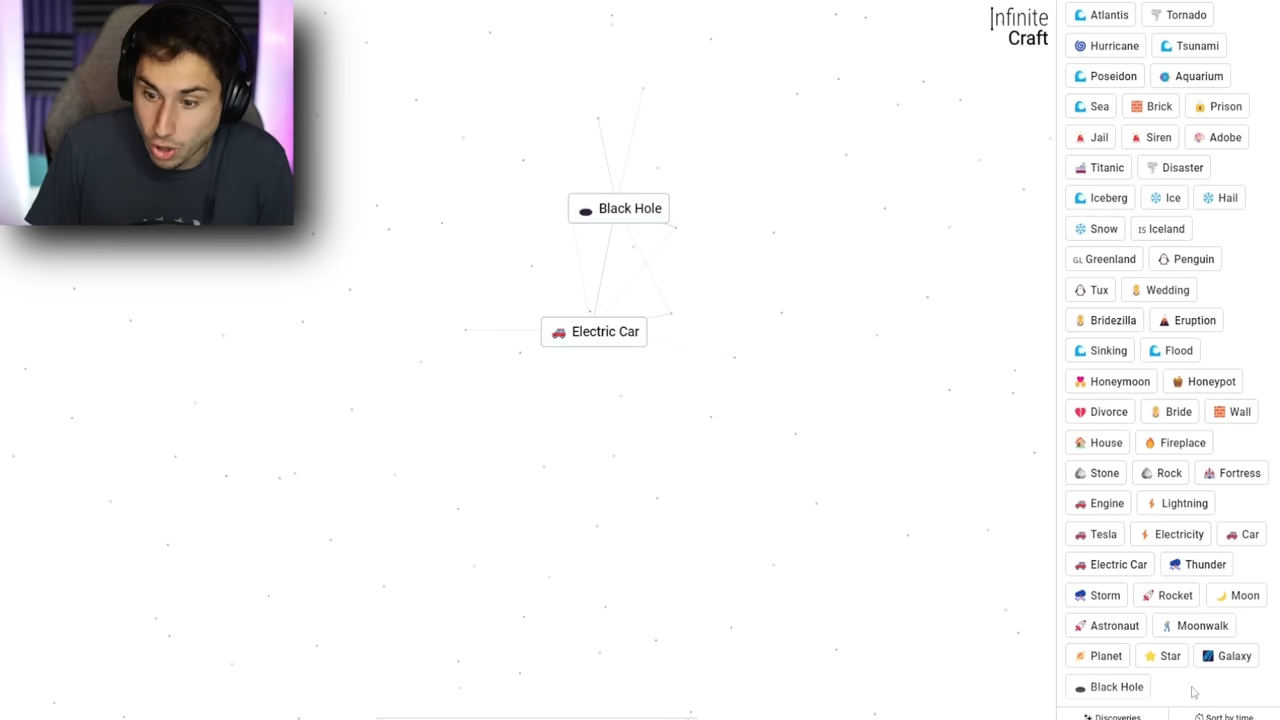 Infinite
Craft
Atlantis Tornado
Hurricane Tsunami
Poseidon Aquarium
Sea Brick Prison
Jail Siren Adobe
Titanic Disaster
Iceberg Ice Hail
Snow IS Iceland
GL Greenland Penguin
Tux Wedding
Bridezilla Eruption
Sinking Flood
Honeymoon Honeypot
Divorce Bride Wall
House Fireplace
Stone Rock Fortress
Engine Lightning
Tesla Electricity Car
Electric Car Thunder
Storm Rocket Moon
Astronaut Moonwalk
Planet Star Galaxy
Black Hole
Discoveries Sort by time
Black Hole
Electric Car